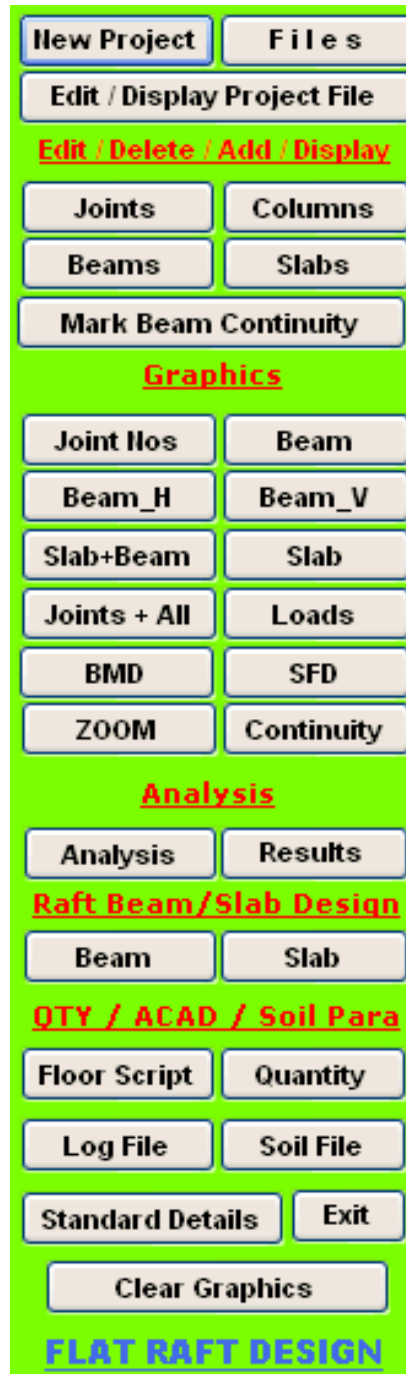 New Project Files
Edit / Display Project File
Edit / Delete / Add / Display
Joints Columns
Beams Slabs
Mark Beam Continuity
Graphics
Joint Nos Beam
Beam_H Beam_V
Slab+Beam Slab
Joints + All Loads
BMD SFD
ZOOM Continuity
Analysis
Analysis Results
Raft Beam/Slab Design
Beam Slab
QTY / ACAD / Soil Para
Floor Script Quantity
Log File Soil File
Standard Details Exit
Clear Graphics
FLAT RAFT DESIGN